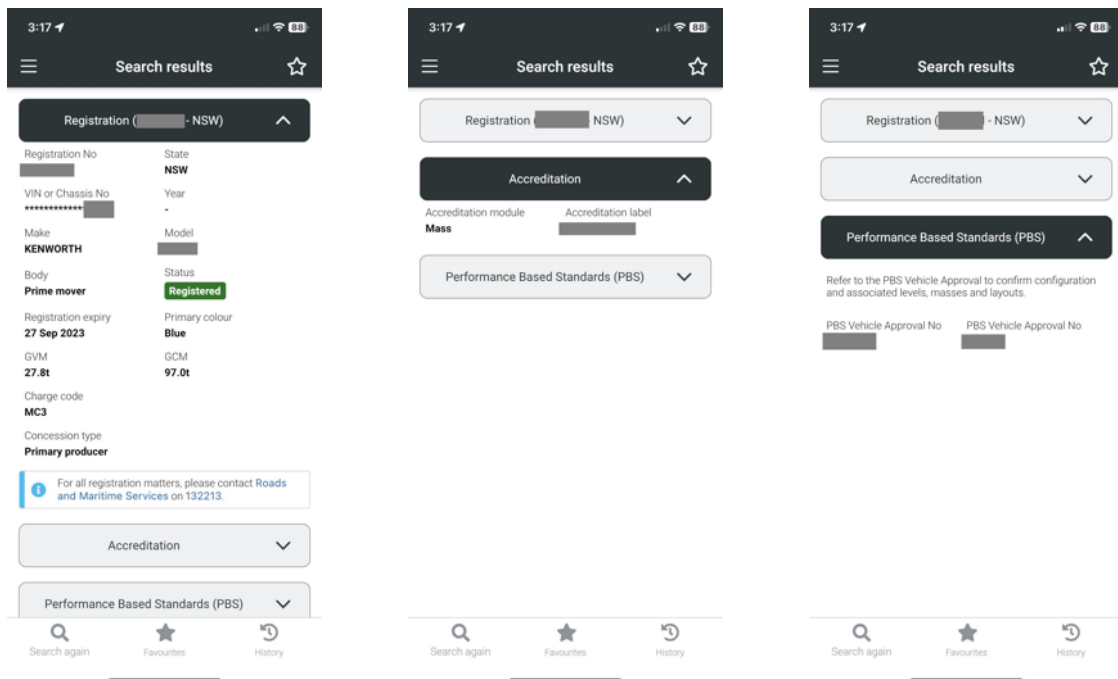 3:17
88
Search results
Registration ( - NSW)
Registration No
State
NSW
VIN or Chassis No
Year
************
-
Make
Model
KENWORTH
Body
Status
Prime mover
Registered
Registration expiry
Primary colour
27 Sep 2023
Blue
GVM
GCM
27.8t
97.0t
Charge code
MC3
Concession type
Primary producer
For all registration matters, please contact Roads
and Maritime Services on 132213.
Accreditation
Performance Based Standards (PBS)
Search again
Favourites
History
3:17
88
Search results
Registration ( NSW)
Accreditation
Accreditation module
Accreditation label
Mass
Performance Based Standards (PBS)
Search again
Favourites
History
3:17
88
Search results
Registration ( - NSW)
Accreditation
Performance Based Standards (PBS)
Refer to the PBS Vehicle Approval to confirm configuration
and associated levels, masses and layouts.
PBS Vehicle Approval No
PBS Vehicle Approval No
Search again
Favourites
History